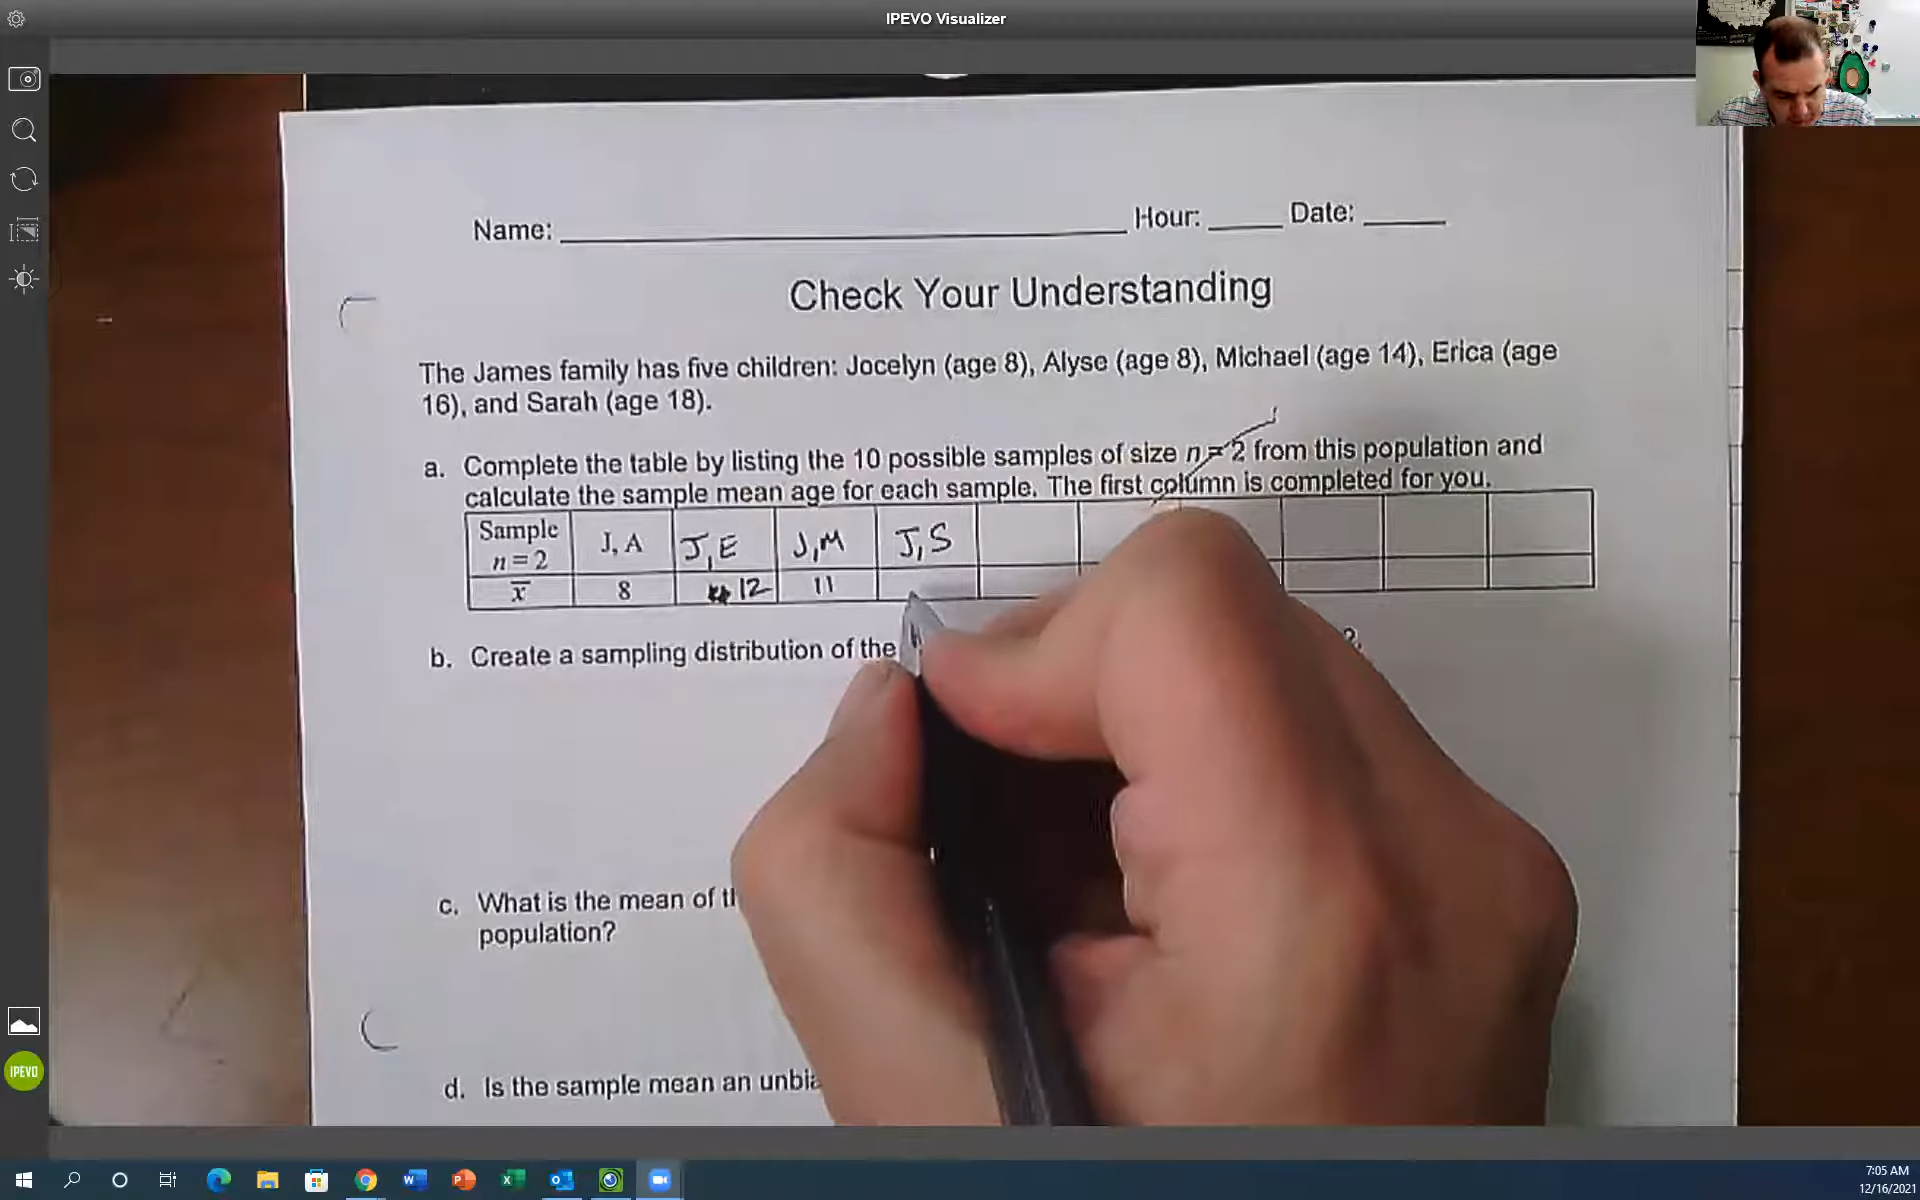 IPEVO Visualizer
Name: Hour: Date:
Check Your Understanding
The James family has five children: Jocelyn (age 8), Alyse (age 8), Michael (age 14), Erica (age
16), and Sarah (age 18).
a. Complete the table by listing the 10 possible samples of size n = 2 from this population and
calculate the sample mean age for each sample. The first column is completed for you.
Sample n = 2 J, A J,E J,M J,S
x̅ 8 12 11
b. Create a sampling distribution of the 2.
c. What is the mean of
population?
d. Is the sample mean an
IPEVO
7:05 AM
12/16/2021